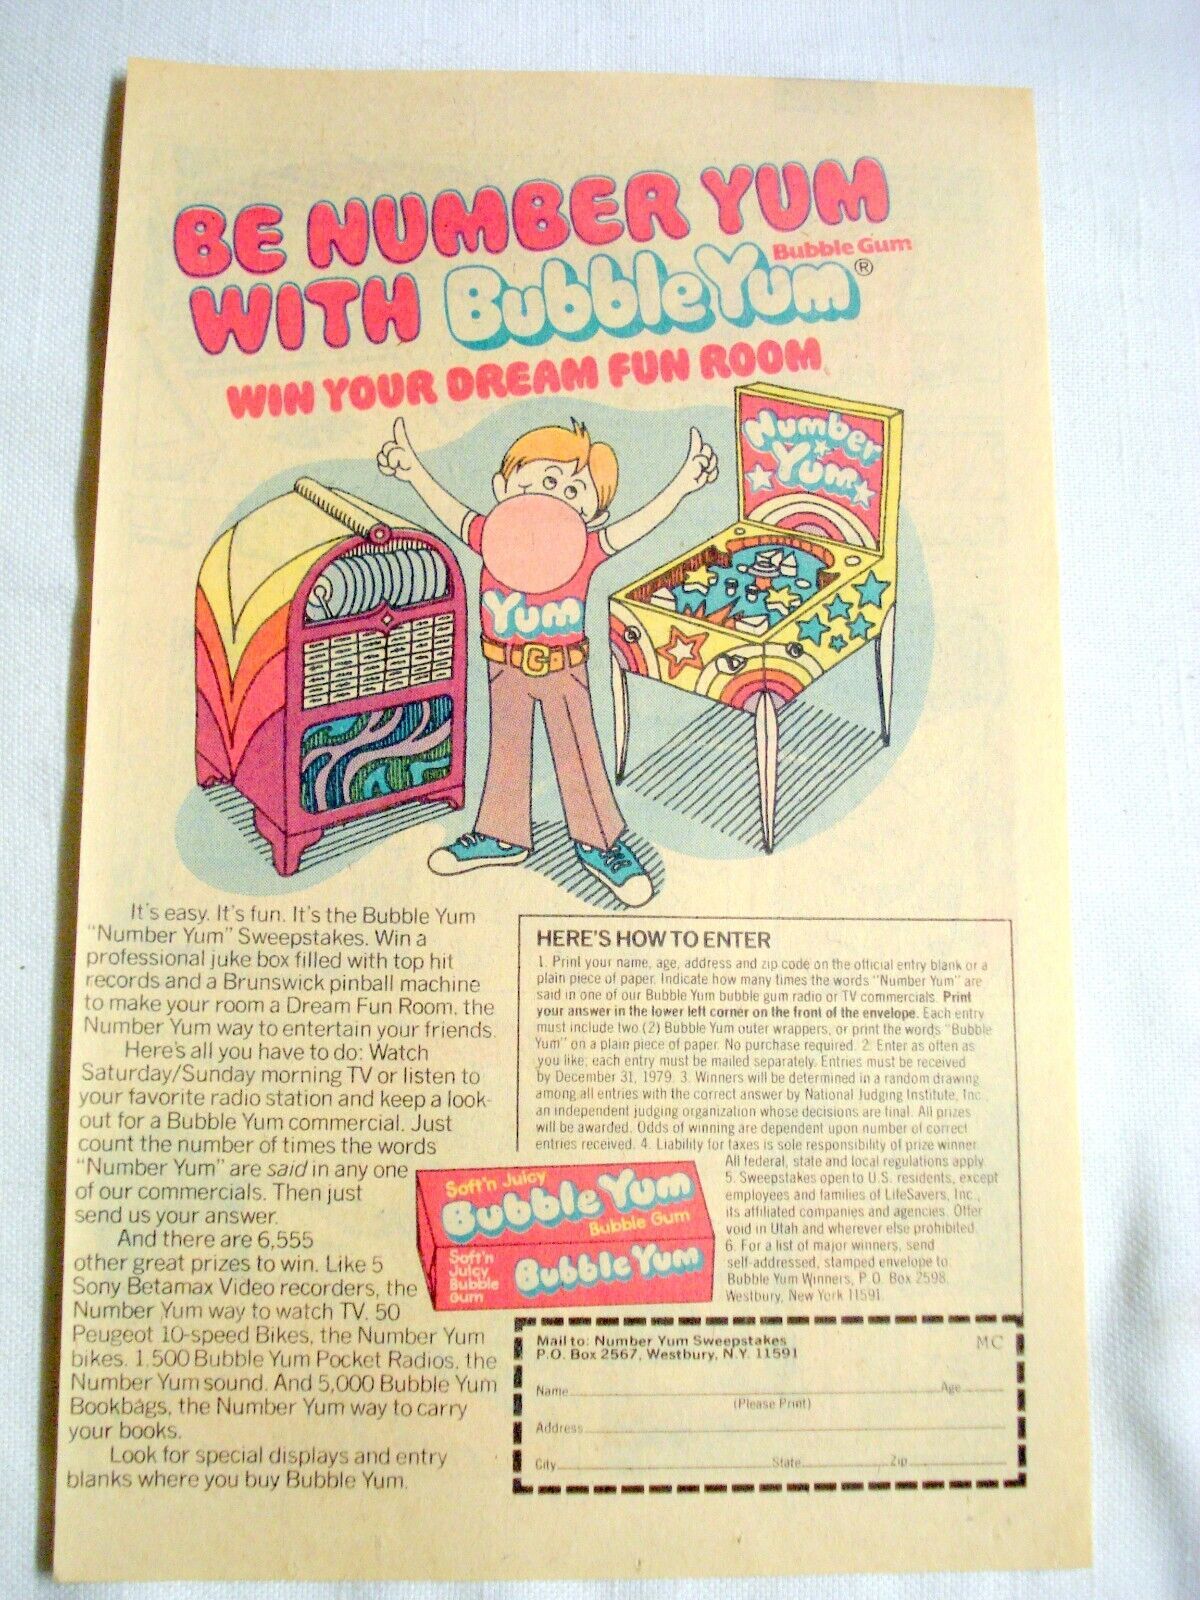 BE NUMBER YUM
WITH BubbleYum®
Bubble Gum
WIN YOUR DREAM FUN ROOM
Number
Yum
Yum
It's easy. It's fun. It's the Bubble Yum
"Number Yum" Sweepstakes. Win a
professional juke box filled with top hit
records and a Brunswick pinball machine
to make your room a Dream Fun Room, the
Number Yum way to entertain your friends.
Here's all you have to do: Watch
Saturday/Sunday morning TV or listen to
your favorite radio station and keep a look-
out for a Bubble Yum commercial. Just
count the number of times the words
"Number Yum" are said in any one
of our commercials. Then just
send us your answer.
And there are 6,555
other great prizes to win. Like 5
Sony Betamax Video recorders, the
Number Yum way to watch TV. 50
Peugeot 10-speed Bikes, the Number Yum
bikes. 1,500 Bubble Yum Pocket Radios, the
Number Yum sound. And 5,000 Bubble Yum
Bookbags, the Number Yum way to carry
your books.
Look for special displays and entry
blanks where you buy Bubble Yum.
HERE'S HOW TO ENTER
1. Print your name, age, address and zip code on the official entry blank or a
plain piece of paper. Indicate how many times the words "Number Yum" are
said in one of our Bubble Yum bubble gum radio or TV commercials. Print
your answer in the lower left corner on the front of the envelope. Each entry
must include two (2) Bubble Yum outer wrappers, or print the words "Bubble
Yum" on a plain piece of paper. No purchase required. 2. Enter as often as
you like; each entry must be mailed separately. Entries must be received
by December 31, 1979. 3. Winners will be determined in a random drawing
among all entries with the correct answer by National Judging Institute, Inc.,
an independent judging organization whose decisions are final. All prizes
will be awarded. Odds of winning are dependent upon number of correct
entries received. 4. Liability for taxes is sole responsibility of prize winner.
All federal, state and local regulations apply.
5. Sweepstakes open to U.S. residents, except
employees and families of LifeSavers, Inc.,
its affiliated companies and agencies. Offer
void in Utah and wherever else prohibited.
6. For a list of major winners, send
self-addressed, stamped envelope to:
Bubble Yum Winners, P.O. Box 2598,
Westbury, New York 11591.
Soft'n Juicy
Bubble Yum
Bubble Gum
Soft'n
Juicy
Bubble
Gum
Bubble Yum
Mail to: Number Yum Sweepstakes MC
P.O. Box 2567, Westbury, N.Y. 11591
Name Age
(Please Print)
Address
City State Zip